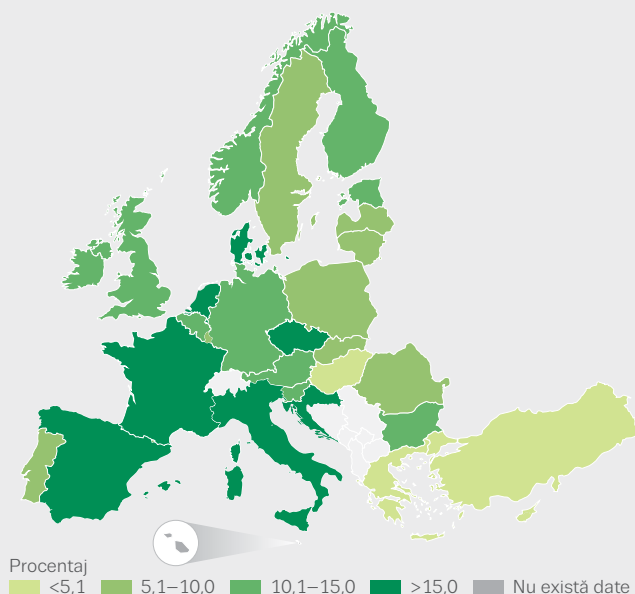 Procentaj
<5,1 5,1–10,0 10,1–15,0 >15,0 Nu există date